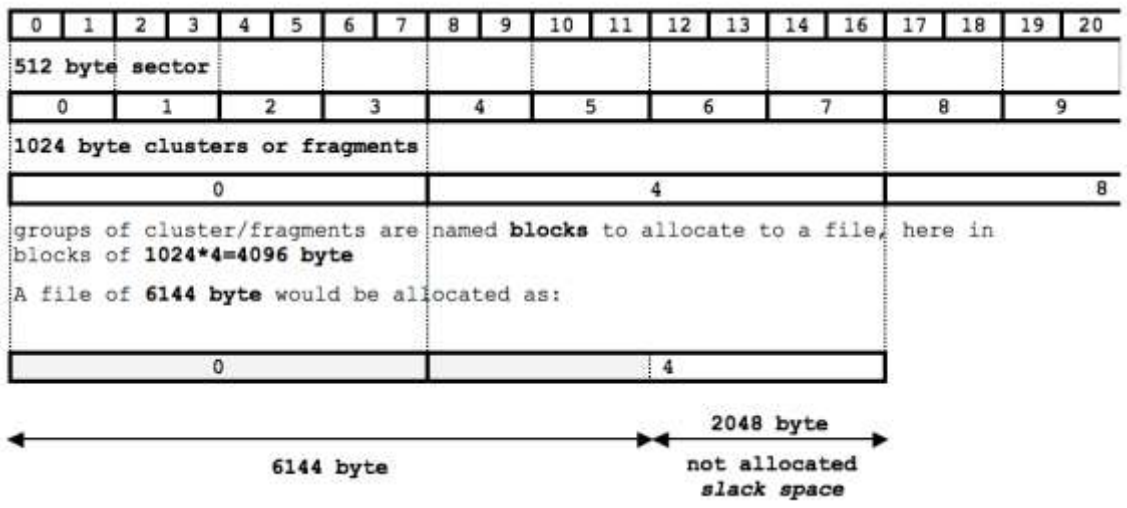 0 1 2 3 4 5 6 7 8 9 10 11 12 13 14 16 17 18 19 20
512 byte sector
0 1 2 3 4 5 6 7 8 9
1024 byte clusters or fragments
0 4 8
groups of cluster/fragments are named blocks to allocate to a file, here in
blocks of 1024*4=4096 byte
A file of 6144 byte would be allocated as:
0 4
2048 byte
6144 byte
not allocated
slack space